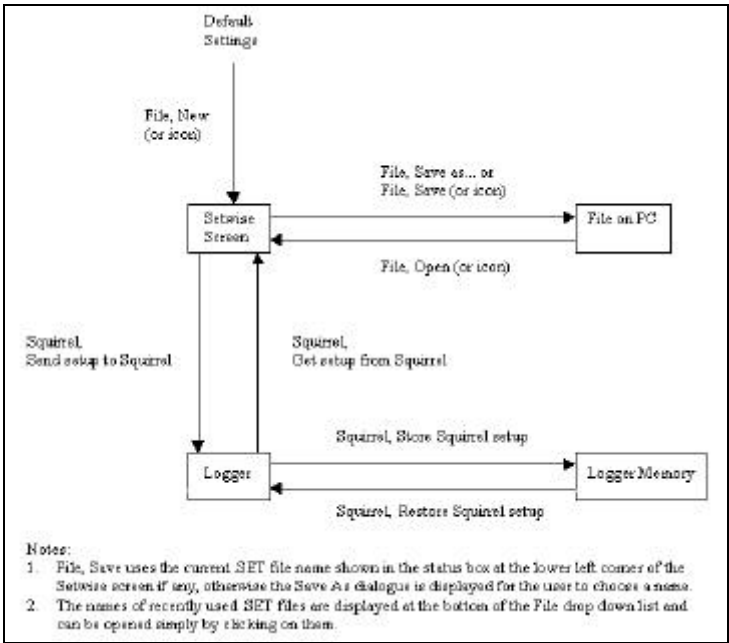 Default
Settings
File, New
(or icon)
File, Save as... or
File, Save (or icon)
Setwise
Screen
File on PC
File, Open (or icon)
Squirrel,
Send setup to Squirrel
Squirrel,
Get setup from Squirrel
Squirrel, Store Squirrel setup
Logger
Logger Memory
Squirrel, Restore Squirrel setup
Notes:
1. File, Save uses the current .SET file name shown in the status box at the lower left corner of the
Setwise screen if any, otherwise the Save As dialogue is displayed for the user to choose a name.
2. The names of recently used .SET files are displayed at the bottom of the File drop down list and
can be opened simply by clicking on them.